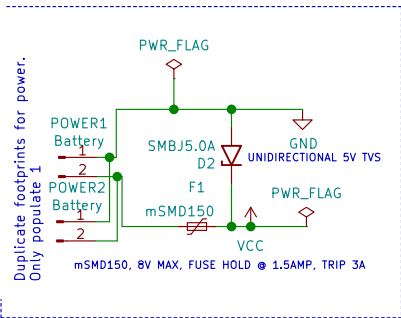 PWR_FLAG
Duplicate footprints for power.
Only populate 1
POWER1
Battery
1
2
POWER2
Battery
1
2
SMBJ5.0A
D2
GND
UNIDIRECTIONAL 5V TVS
F1
mSMD150
PWR_FLAG
VCC
mSMD150, 8V MAX, FUSE HOLD @ 1.5AMP, TRIP 3A